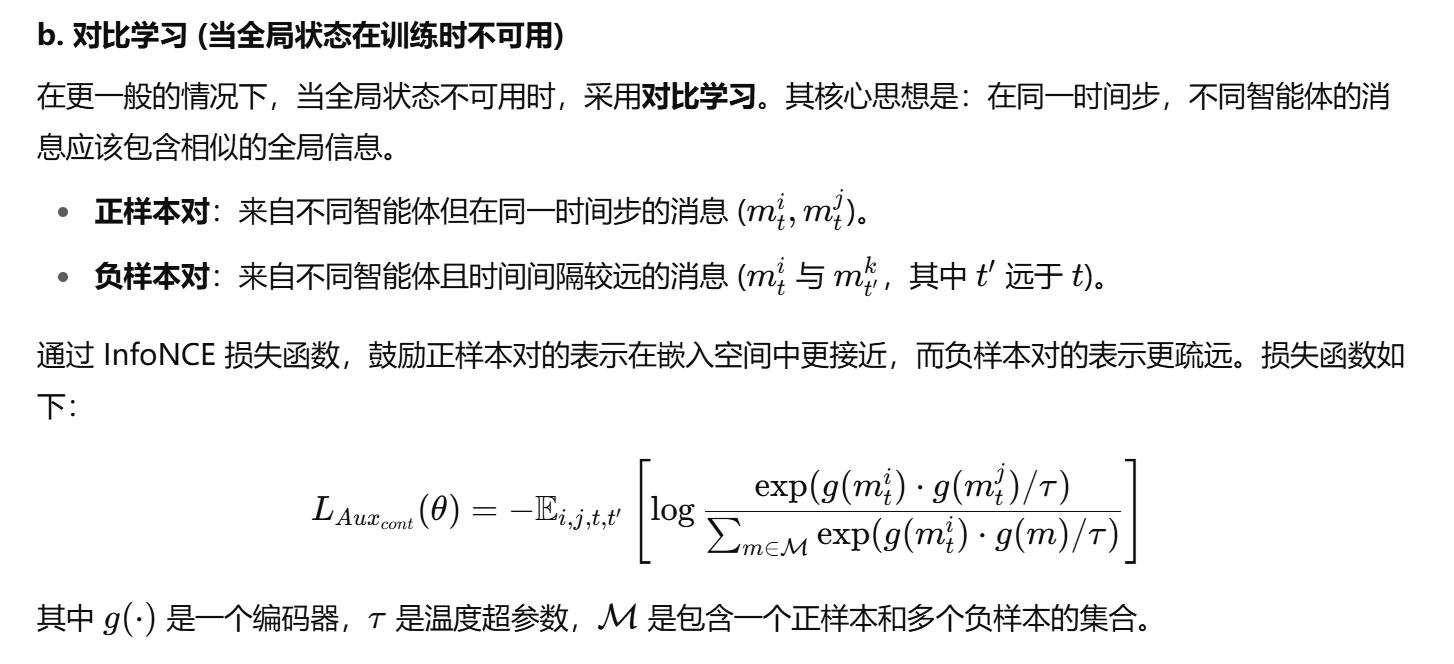 b. 对比学习 (当全局状态在训练时不可用)
在更一般的情况下，当全局状态不可用时，采用对比学习。其核心思想是：在同一时间步，不同智能体的消
息应该包含相似的全局信息。
• 正样本对：来自不同智能体但在同一时间步的消息 ($m_t^i, m_t^j$)。
• 负样本对：来自不同智能体且时间间隔较远的消息 ($m_t^i$ 与 $m_{t'}^k$，其中 $t'$ 远于 $t$)。
通过 InfoNCE 损失函数，鼓励正样本对的表示在嵌入空间中更接近，而负样本对的表示更疏远。损失函数如
下：
$L_{Aux_{cont}}(\theta) = -\mathbb{E}_{i,j,t,t'} \left[ \log \frac{\exp(g(m_t^i) \cdot g(m_t^j)/\tau)}{\sum_{m \in \mathcal{M}} \exp(g(m_t^i) \cdot g(m)/\tau)} \right]$
其中 $g(\cdot)$ 是一个编码器，$\tau$ 是温度超参数，$\mathcal{M}$ 是包含一个正样本和多个负样本的集合。